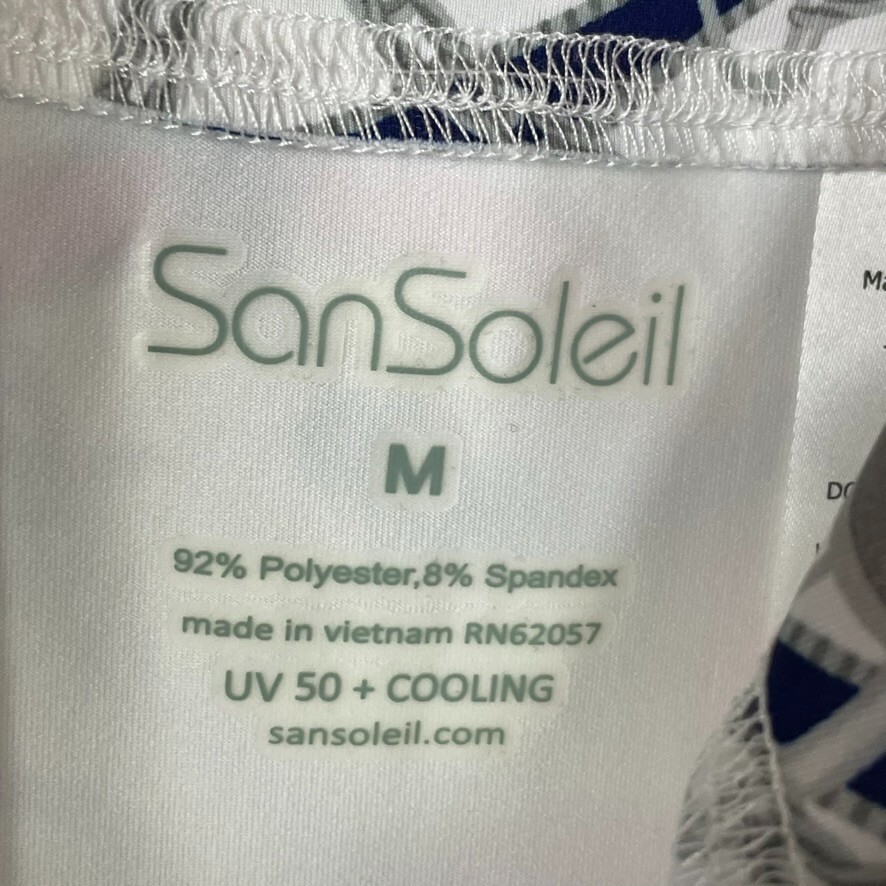 SanSoleil
M
92% Polyester,8% Spandex
made in vietnam RN62057
UV 50 + COOLING
sansoleil.com